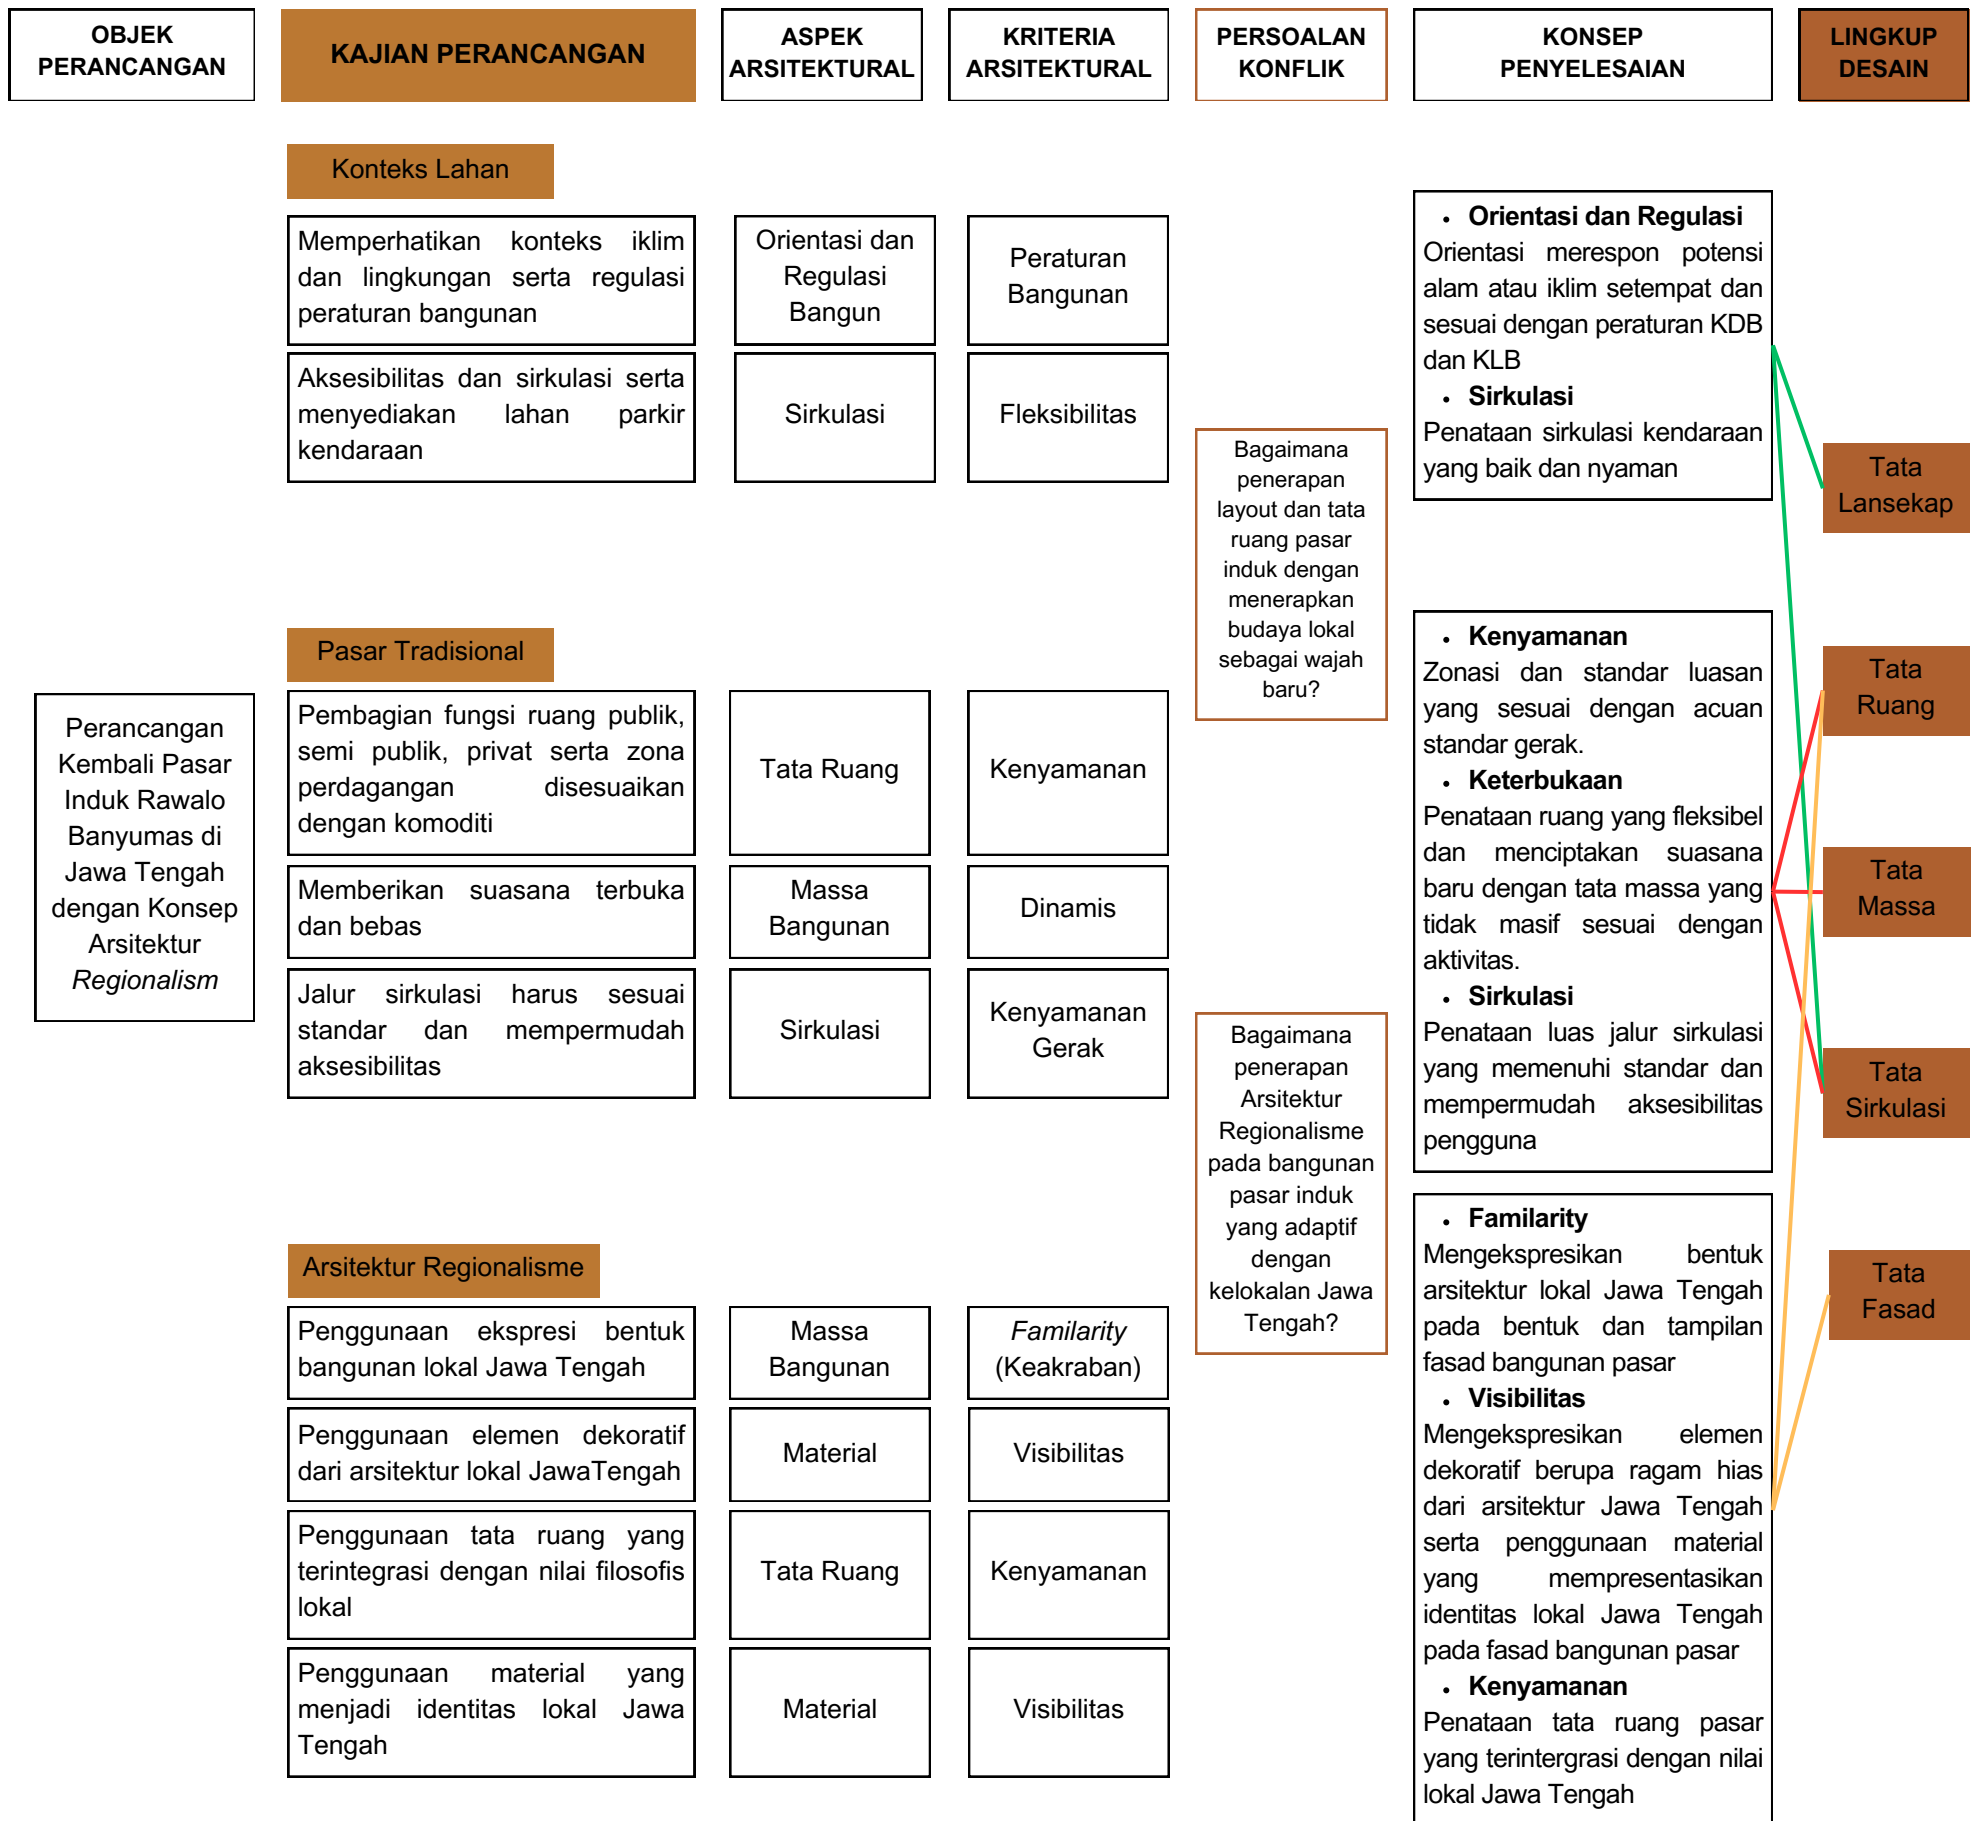 OBJEK
PERANCANGAN
KAJIAN PERANCANGAN
ASPEK
ARSITEKTURAL
KRITERIA
ARSITEKTURAL
PERSOALAN
KONFLIK
KONSEP
PENYELESAIAN
LINGKUP
DESAIN
Perancangan
Kembali Pasar
Induk Rawalo
Banyumas di
Jawa Tengah
dengan Konsep
Arsitektur
Regionalism
Konteks Lahan
Memperhatikan konteks iklim
dan lingkungan serta regulasi
peraturan bangunan
Orientasi dan
Regulasi
Bangun
Peraturan
Bangunan
Aksesibilitas dan sirkulasi serta
menyediakan lahan parkir
kendaraan
Sirkulasi
Fleksibilitas
Pasar Tradisional
Pembagian fungsi ruang publik,
semi publik, privat serta zona
perdagangan disesuaikan
dengan komoditi
Tata Ruang
Kenyamanan
Memberikan suasana terbuka
dan bebas
Massa
Bangunan
Dinamis
Jalur sirkulasi harus sesuai
standar dan mempermudah
aksesibilitas
Sirkulasi
Kenyamanan
Gerak
Arsitektur Regionalisme
Penggunaan ekspresi bentuk
bangunan lokal Jawa Tengah
Massa
Bangunan
Familarity
(Keakraban)
Penggunaan elemen dekoratif
dari arsitektur lokal JawaTengah
Material
Visibilitas
Penggunaan tata ruang yang
terintegrasi dengan nilai filosofis
lokal
Tata Ruang
Kenyamanan
Penggunaan material yang
menjadi identitas lokal Jawa
Tengah
Material
Visibilitas
Bagaimana
penerapan
layout dan tata
ruang pasar
induk dengan
menerapkan
budaya lokal
sebagai wajah
baru?
Bagaimana
penerapan
Arsitektur
Regionalisme
pada bangunan
pasar induk
yang adaptif
dengan
kelokalan Jawa
Tengah?
• Orientasi dan Regulasi
Orientasi merespon potensi
alam atau iklim setempat dan
sesuai dengan peraturan KDB
dan KLB
• Sirkulasi
Penataan sirkulasi kendaraan
yang baik dan nyaman
• Kenyamanan
Zonasi dan standar luasan
yang sesuai dengan acuan
standar gerak.
• Keterbukaan
Penataan ruang yang fleksibel
dan menciptakan suasana
baru dengan tata massa yang
tidak masif sesuai dengan
aktivitas.
• Sirkulasi
Penataan luas jalur sirkulasi
yang memenuhi standar dan
mempermudah aksesibilitas
pengguna
• Familarity
Mengekspresikan bentuk
arsitektur lokal Jawa Tengah
pada bentuk dan tampilan
fasad bangunan pasar
• Visibilitas
Mengekspresikan elemen
dekoratif berupa ragam hias
dari arsitektur Jawa Tengah
serta penggunaan material
yang mempresentasikan
identitas lokal Jawa Tengah
pada fasad bangunan pasar
• Kenyamanan
Penataan tata ruang pasar
yang terintergrasi dengan nilai
lokal Jawa Tengah
Tata
Lansekap
Tata
Ruang
Tata
Massa
Tata
Sirkulasi
Tata
Fasad